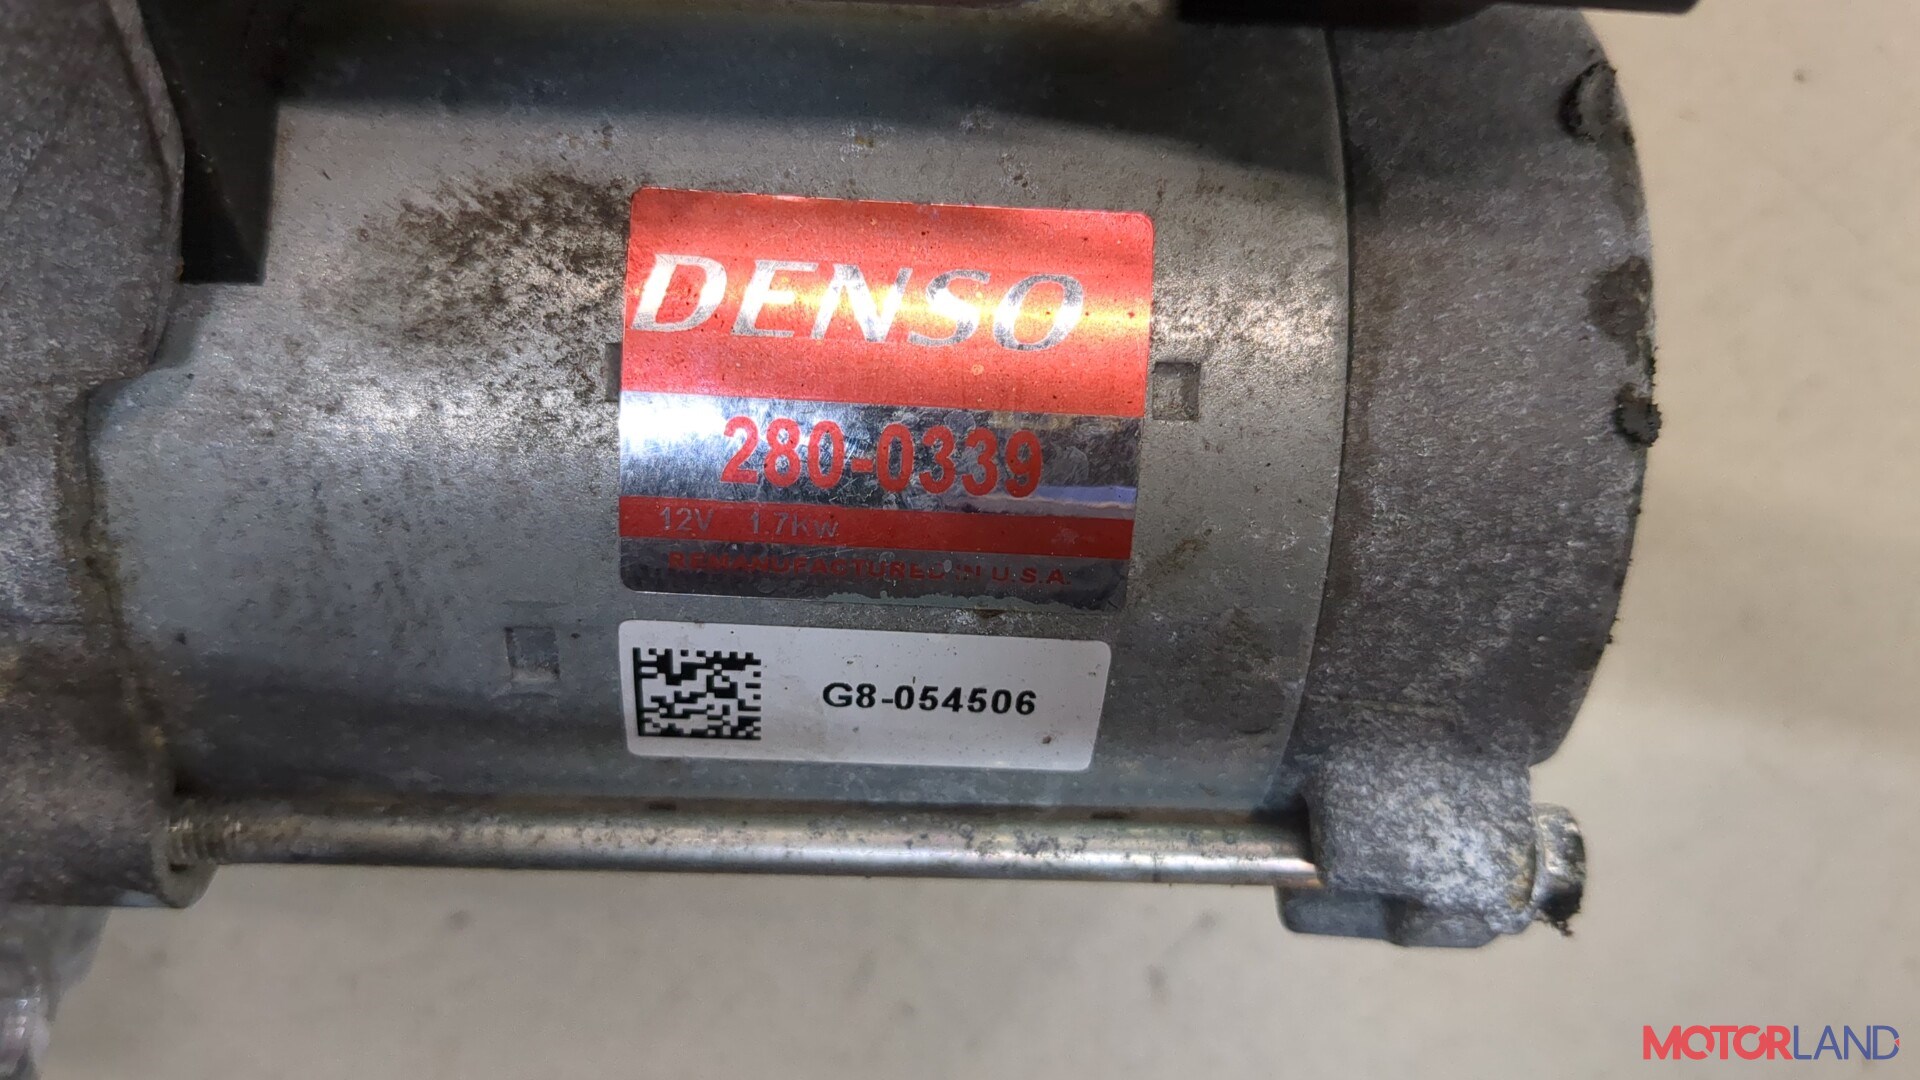 DENSO
280-0339
12V 1.7Kw
REMANUFACTURED IN U.S.A.
G8-054506
MOTORLAND